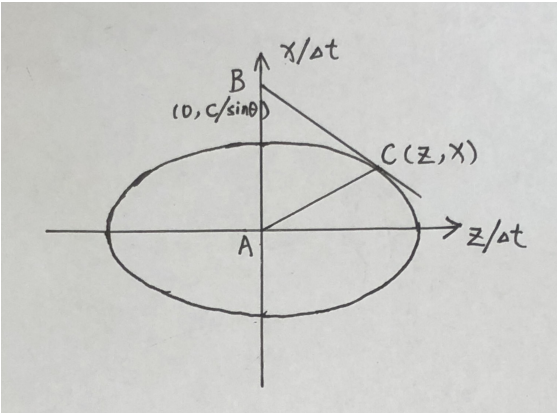 x/Δt
B
(0, C/sinθ)
C(Z,X)
A
Z/Δt